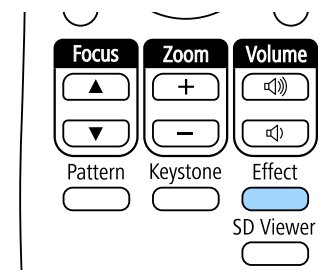 Focus Zoom Volume
+
−
Pattern Keystone Effect
SD Viewer